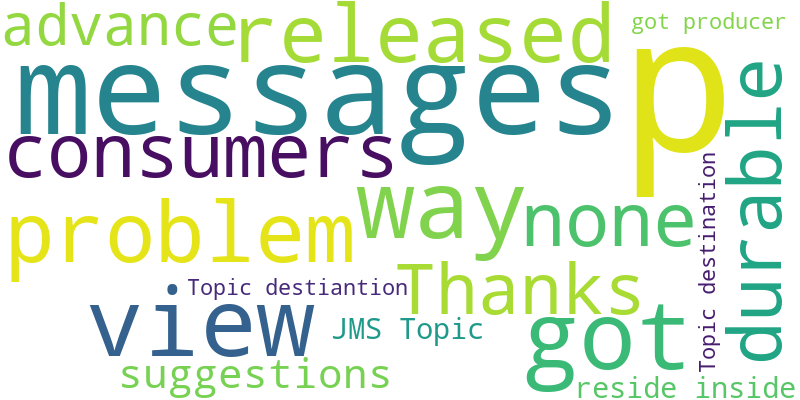 advance
released
got producer
messages
p
durable
consumers
way
none
problem
Topic destination
Thanks
Topic destiantion
view
JMS Topic
got
suggestions
reside inside